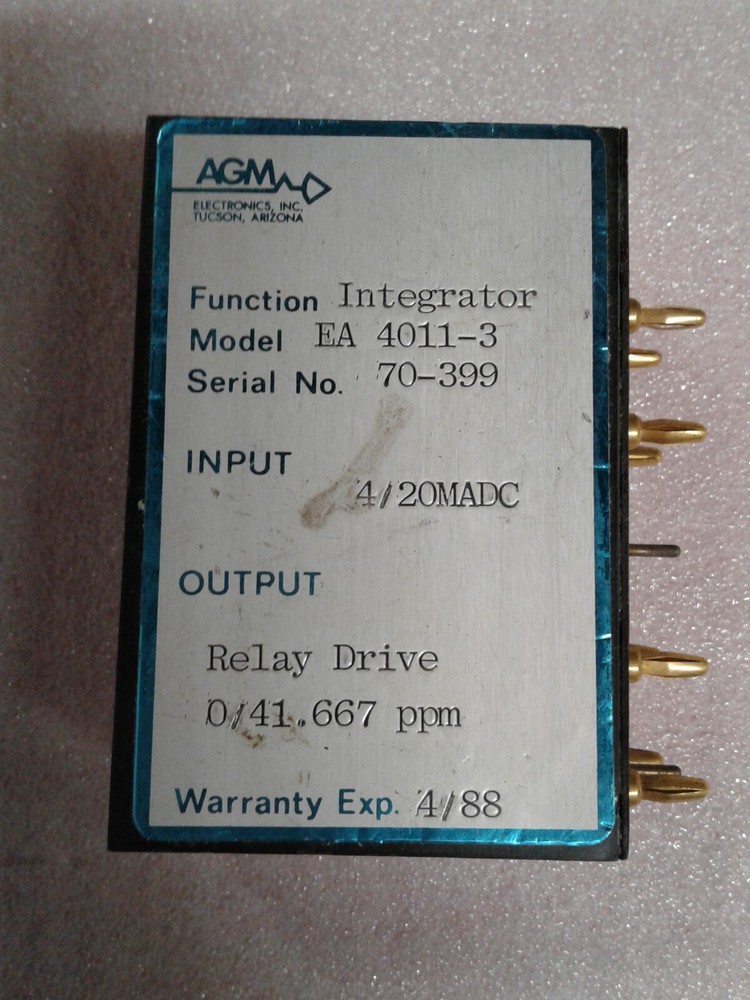 AGM
ELECTRONICS, INC.
TUCSON, ARIZONA
Function Integrator
Model EA 4011-3
Serial No. 70-399
INPUT
4/20MADC
OUTPUT
Relay Drive
0/41.667 ppm
Warranty Exp. 4/88